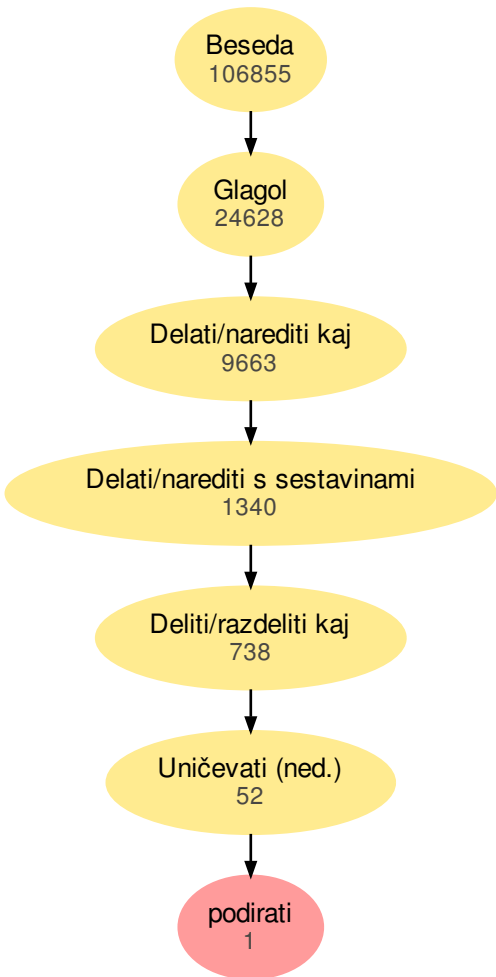 Beseda
106855
Glagol
24628
Delati/narediti kaj
9663
Delati/narediti s sestavinami
1340
Deliti/razdeliti kaj
738
Uničevati (ned.)
52
podirati
1